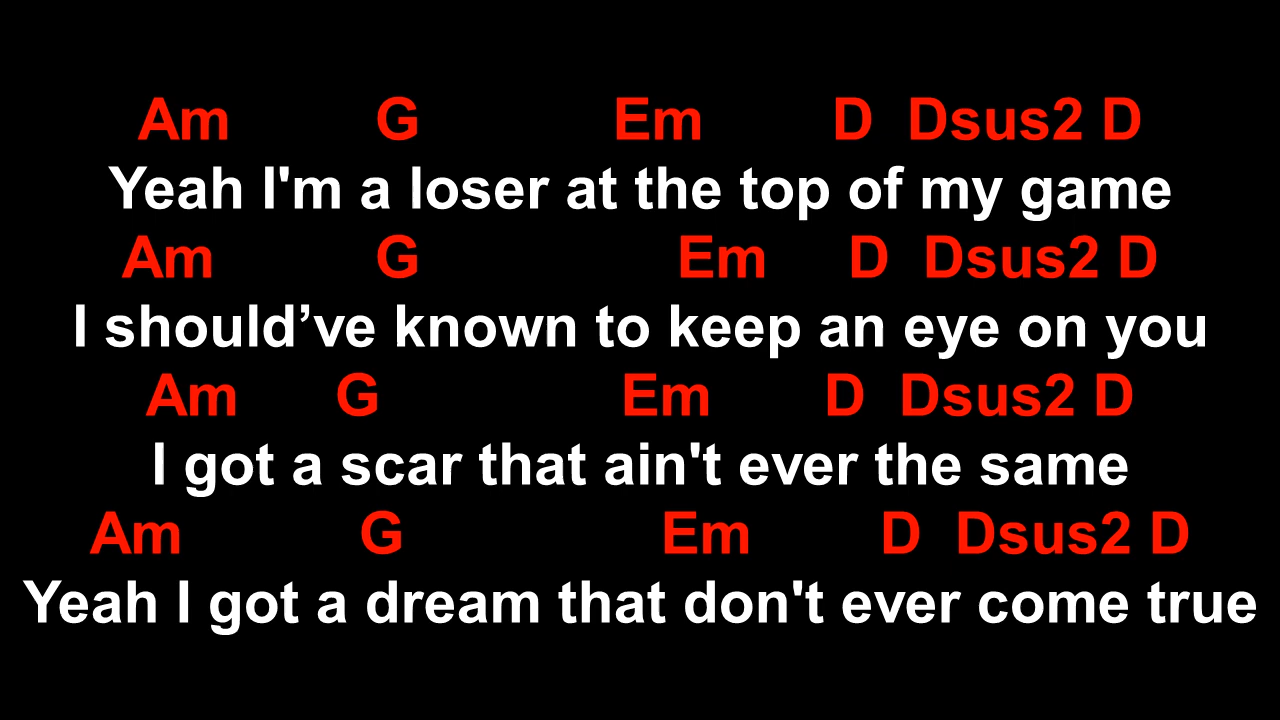 Am G Em D Dsus2 D
Yeah I'm a loser at the top of my game
Am G Em D Dsus2 D
I should’ve known to keep an eye on you
Am G Em D Dsus2 D
I got a scar that ain't ever the same
Am G Em D Dsus2 D
Yeah I got a dream that don't ever come true